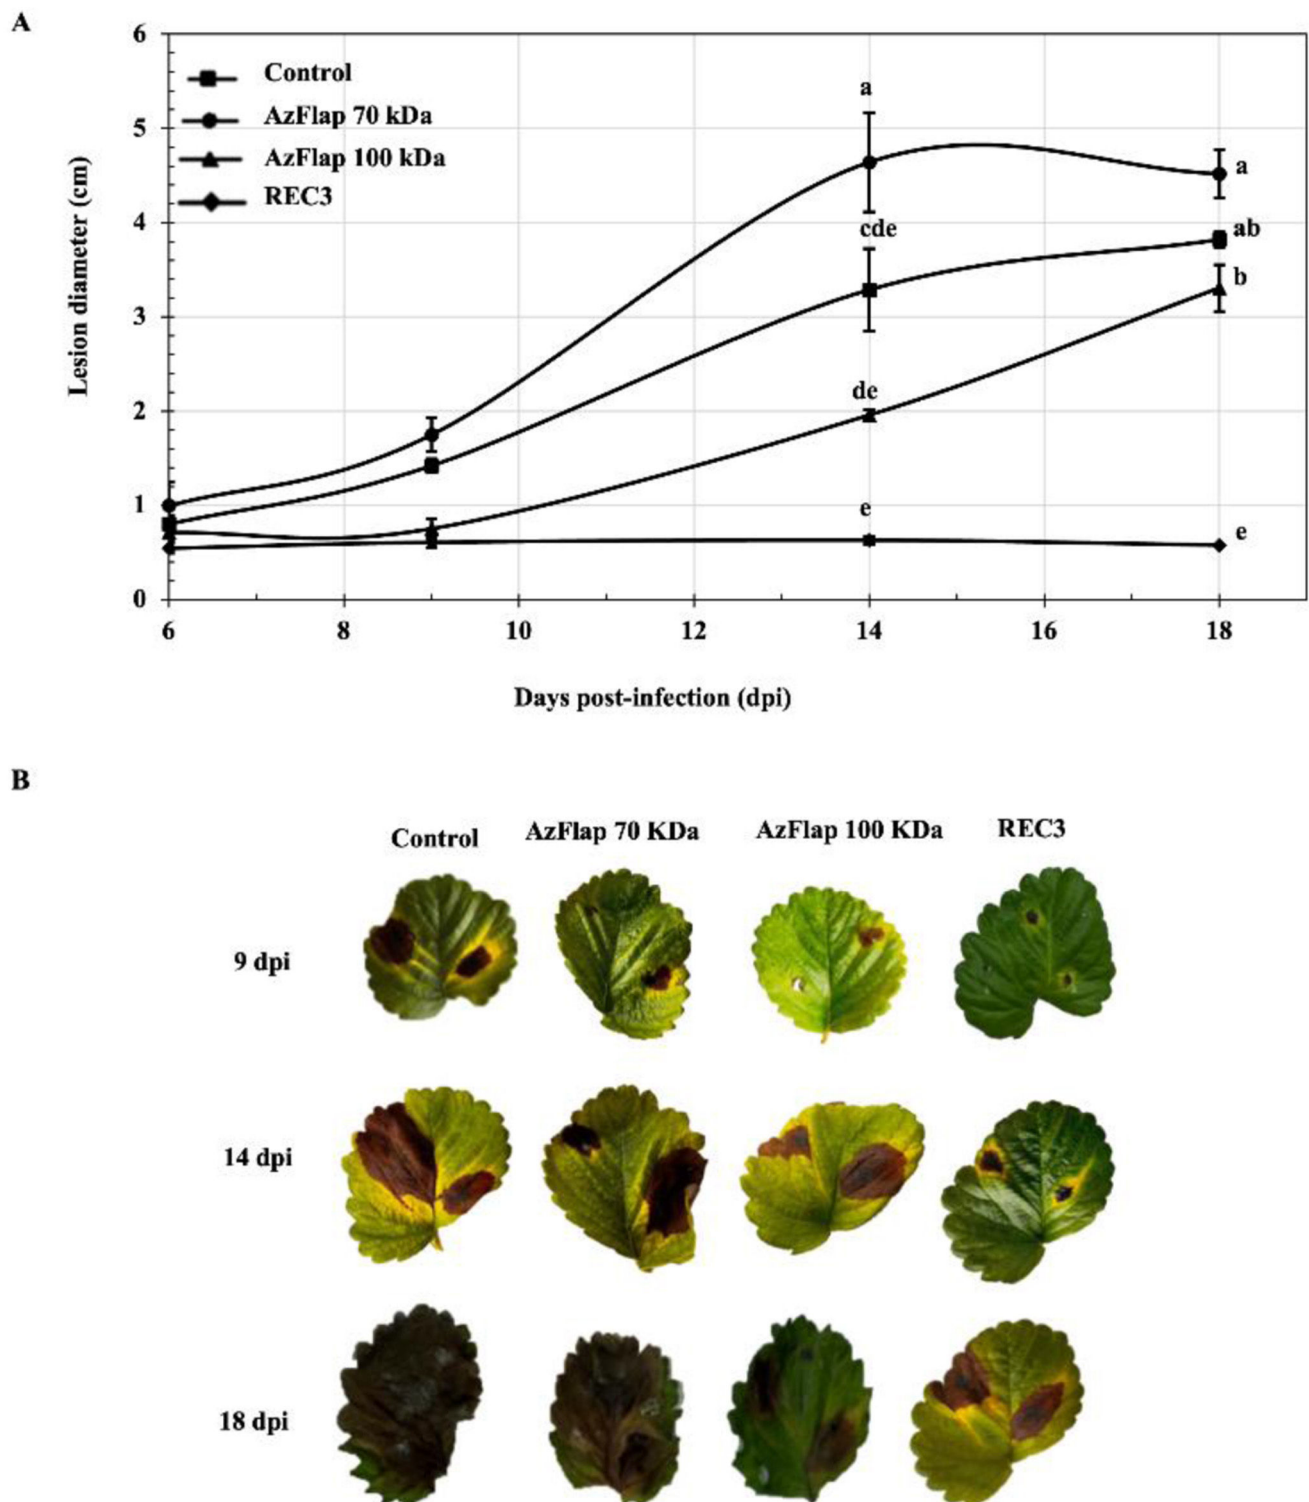 A
6
5
4
3
2
1
0
Lesion diameter (cm)
Control
AzFlap 70 kDa
AzFlap 100 kDa
REC3
a
a
cde
ab
b
de
e
e
6 8 10 12 14 16 18
Days post-infection (dpi)
B
Control AzFlap 70 KDa AzFlap 100 KDa REC3
9 dpi
14 dpi
18 dpi